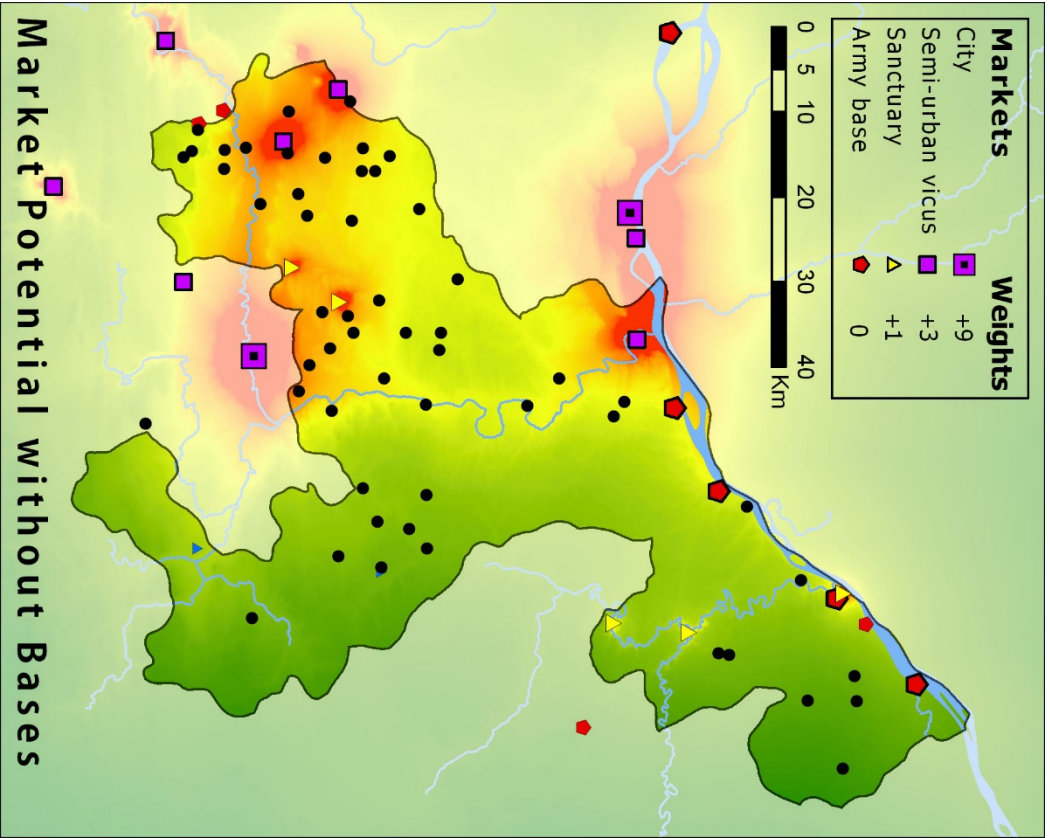 Markets Weights
City +9
Semi-urban vicus +3
Sanctuary +1
Army base 0
0 5 10 20 30 40
Km
Market Potential without Bases